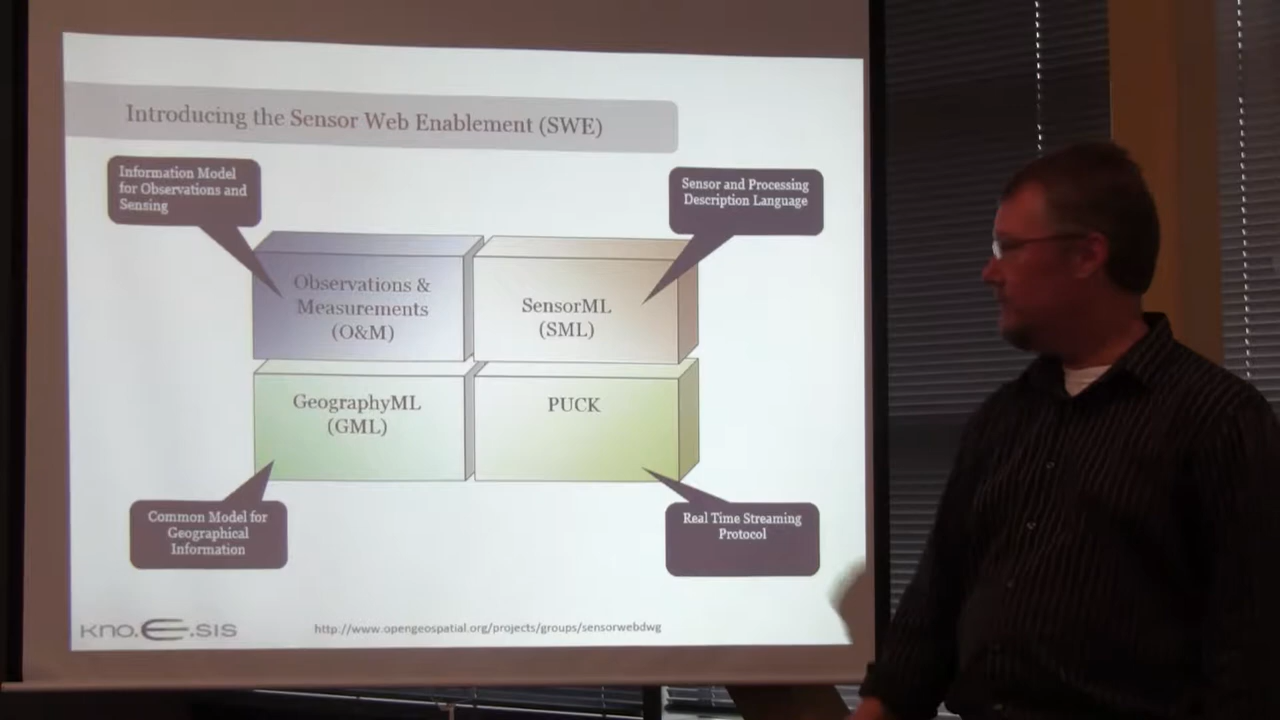 Introducing the Sensor Web Enablement (SWE)
Information Model
for Observations and
Sensing
Sensor and Processing
Description Language
Observations &
Measurements
(O&M)
SensorML
(SML)
GeographyML
(GML)
PUCK
Common Model for
Geographical
Information
Real Time Streaming
Protocol
kno.e.sis
http://www.opengeospatial.org/projects/groups/sensorwebdwg